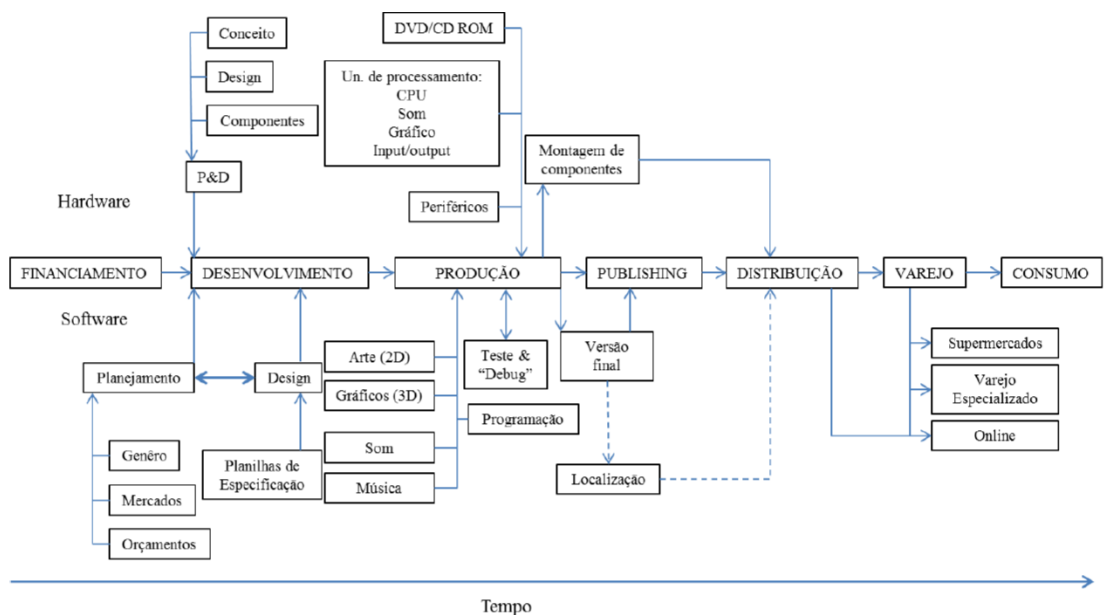 Conceito
DVD/CD ROM
Design
Un. de processamento:
CPU
Som
Gráfico
Input/output
Componentes
Montagem de
componentes
P&D
Hardware
Periféricos
FINANCIAMENTO
DESENVOLVIMENTO
PRODUÇÃO
PUBLISHING
DISTRIBUIÇÃO
VAREJO
CONSUMO
Software
Planejamento
Design
Arte (2D)
Gráficos (3D)
Teste &
“Debug”
Versão
final
Supermercados
Varejo
Especializado
Online
Programação
Genêro
Mercados
Orçamentos
Planilhas de
Especificação
Som
Música
Localização
Tempo